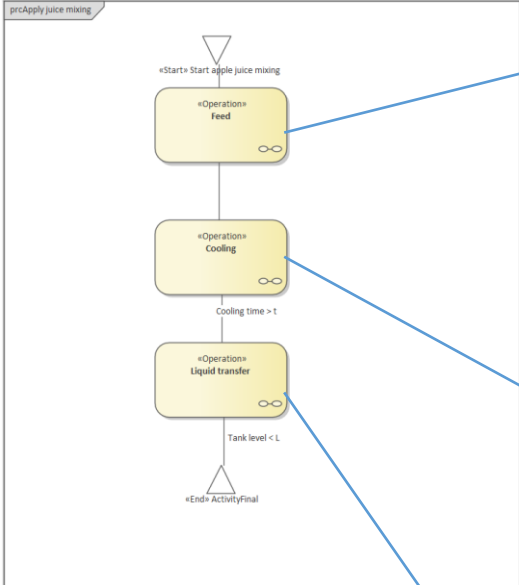 prcApply juice mixing
«Start» Start apple juice mixing
«Operation»
Feed
«Operation»
Cooling
Cooling time > t
«Operation»
Liquid transfer
Tank level < L
«End» ActivityFinal